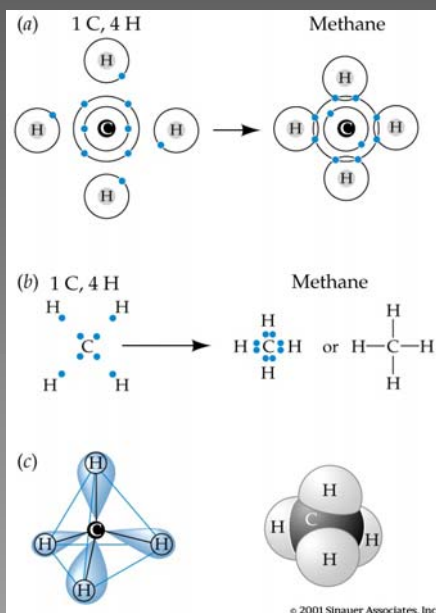 (a) 1 C, 4 H Methane
H H
H C H H C H
H H
(b) 1 C, 4 H Methane
H H H H
C H C H or H—C—H
H H H H
(c) H H
C C
H H H H
H H
© 2001 Sinauer Associates, Inc.